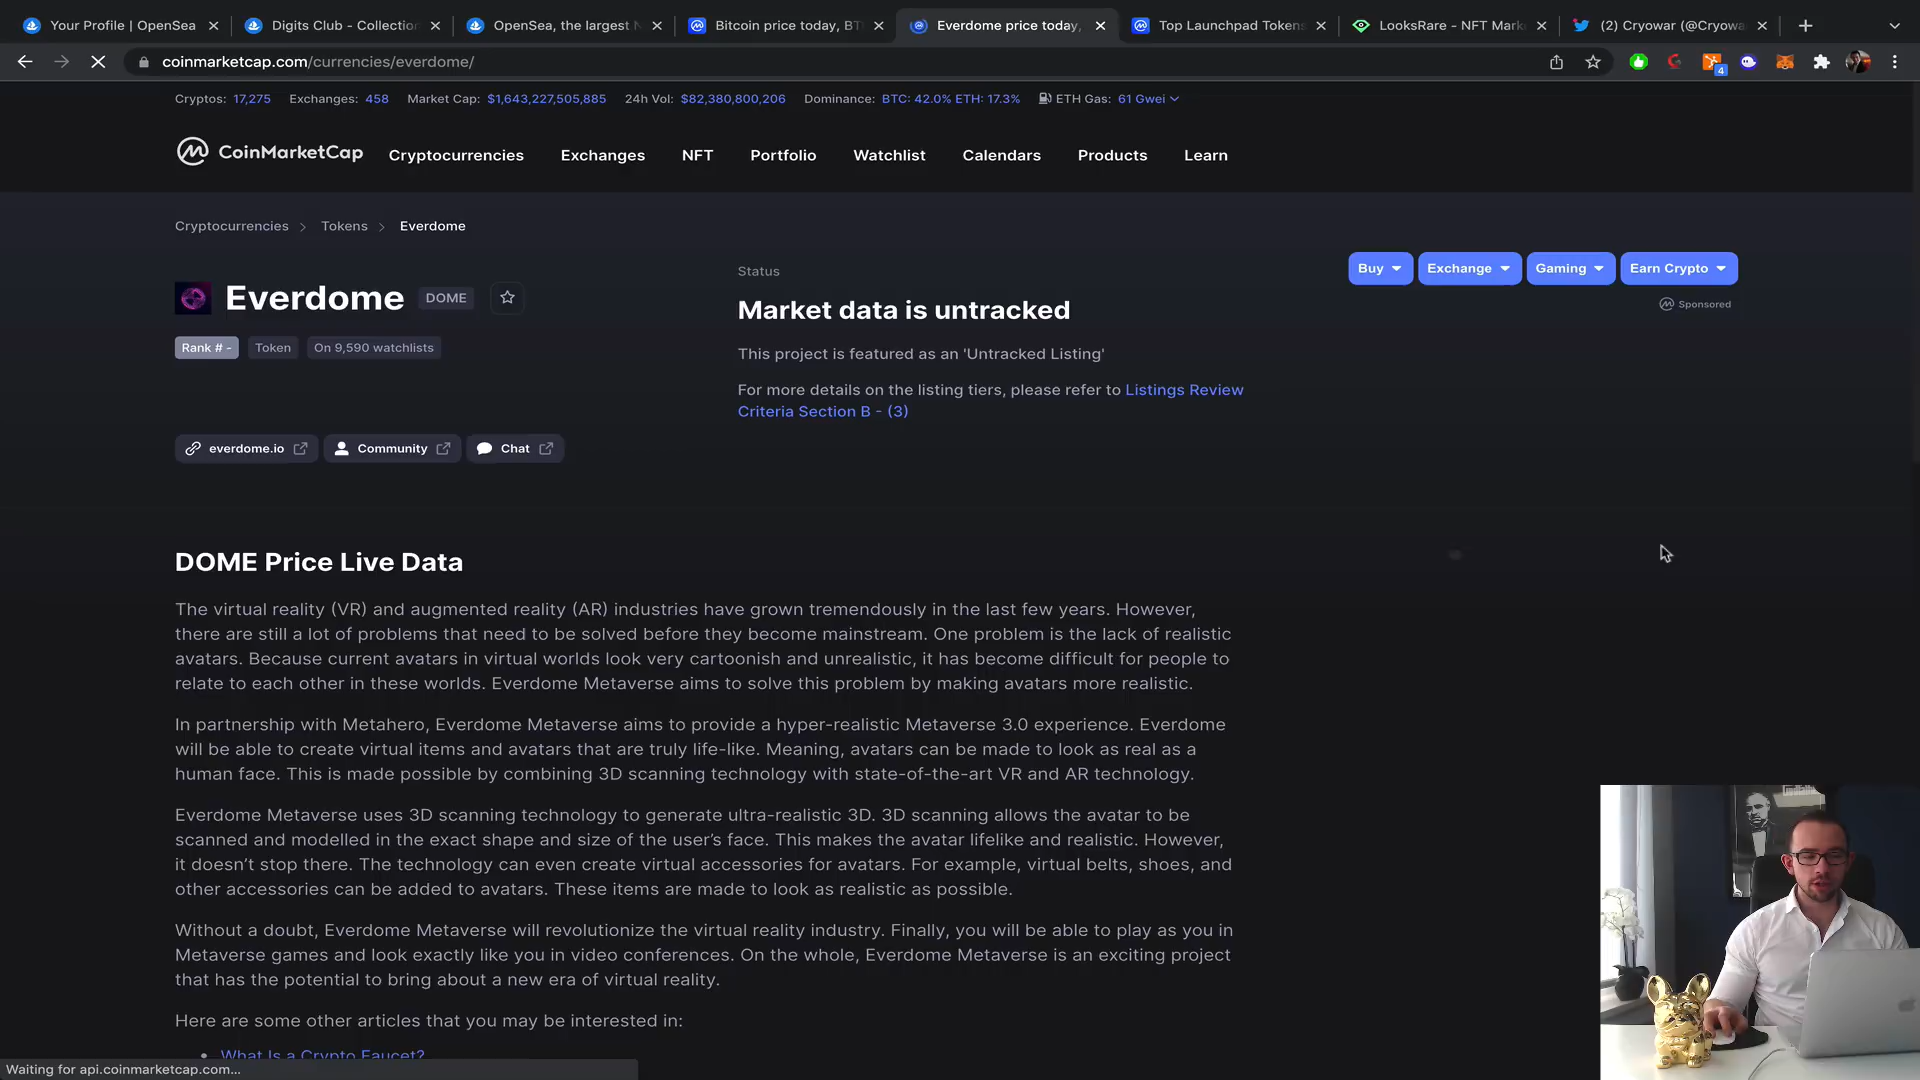 Your Profile | OpenSea
Digits Club - Collection
OpenSea, the largest N
Bitcoin price today, BT
Everdome price today,
Top Launchpad Tokens
LooksRare - NFT Mark
(2) Cryowar (@Cryowa
coinmarketcap.com/currencies/everdome/
4
Cryptos: 17,275 Exchanges: 458 Market Cap: $1,643,227,505,885 24h Vol: $82,380,800,206 Dominance: BTC: 42.0% ETH: 17.3% ETH Gas: 61 Gwei
CoinMarketCap Cryptocurrencies Exchanges NFT Portfolio Watchlist Calendars Products Learn
Cryptocurrencies > Tokens > Everdome
Everdome DOME
Rank # - Token On 9,590 watchlists
everdome.io Community Chat
Status
Market data is untracked
This project is featured as an 'Untracked Listing'
For more details on the listing tiers, please refer to Listings Review
Criteria Section B - (3)
Buy Exchange Gaming Earn Crypto
Sponsored
DOME Price Live Data
The virtual reality (VR) and augmented reality (AR) industries have grown tremendously in the last few years. However,
there are still a lot of problems that need to be solved before they become mainstream. One problem is the lack of realistic
avatars. Because current avatars in virtual worlds look very cartoonish and unrealistic, it has become difficult for people to
relate to each other in these worlds. Everdome Metaverse aims to solve this problem by making avatars more realistic.
In partnership with Metahero, Everdome Metaverse aims to provide a hyper-realistic Metaverse 3.0 experience. Everdome
will be able to create virtual items and avatars that are truly life-like. Meaning, avatars can be made to look as real as a
human face. This is made possible by combining 3D scanning technology with state-of-the-art VR and AR technology.
Everdome Metaverse uses 3D scanning technology to generate ultra-realistic 3D. 3D scanning allows the avatar to be
scanned and modelled in the exact shape and size of the user's face. This makes the avatar lifelike and realistic. However,
it doesn't stop there. The technology can even create virtual accessories for avatars. For example, virtual belts, shoes, and
other accessories can be added to avatars. These items are made to look as realistic as possible.
Without a doubt, Everdome Metaverse will revolutionize the virtual reality industry. Finally, you will be able to play as you in
Metaverse games and look exactly like you in video conferences. On the whole, Everdome Metaverse is an exciting project
that has the potential to bring about a new era of virtual reality.
Here are some other articles that you may be interested in:
• What Is a Crypto Faucet?
Waiting for api.coinmarketcap.com...